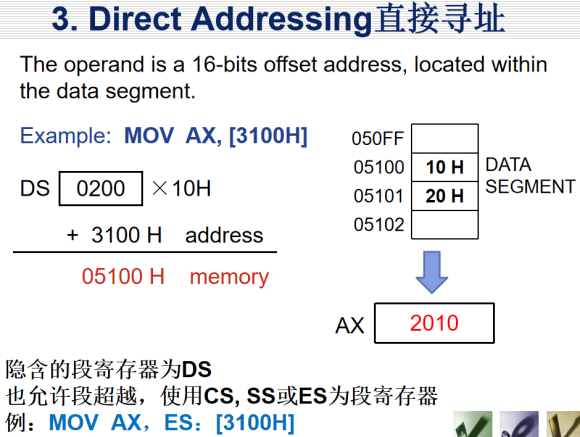 3. Direct Addressing直接寻址
The operand is a 16-bits offset address, located within
the data segment.
Example: MOV AX, [3100H]
DS 0200 ×10H
+ 3100 H address
05100 H memory
050FF
05100 10 H DATA
05101 20 H SEGMENT
05102
AX 2010
隐含的段寄存器为DS
也允许段超越，使用CS, SS或ES为段寄存器
例：MOV AX，ES：[3100H]